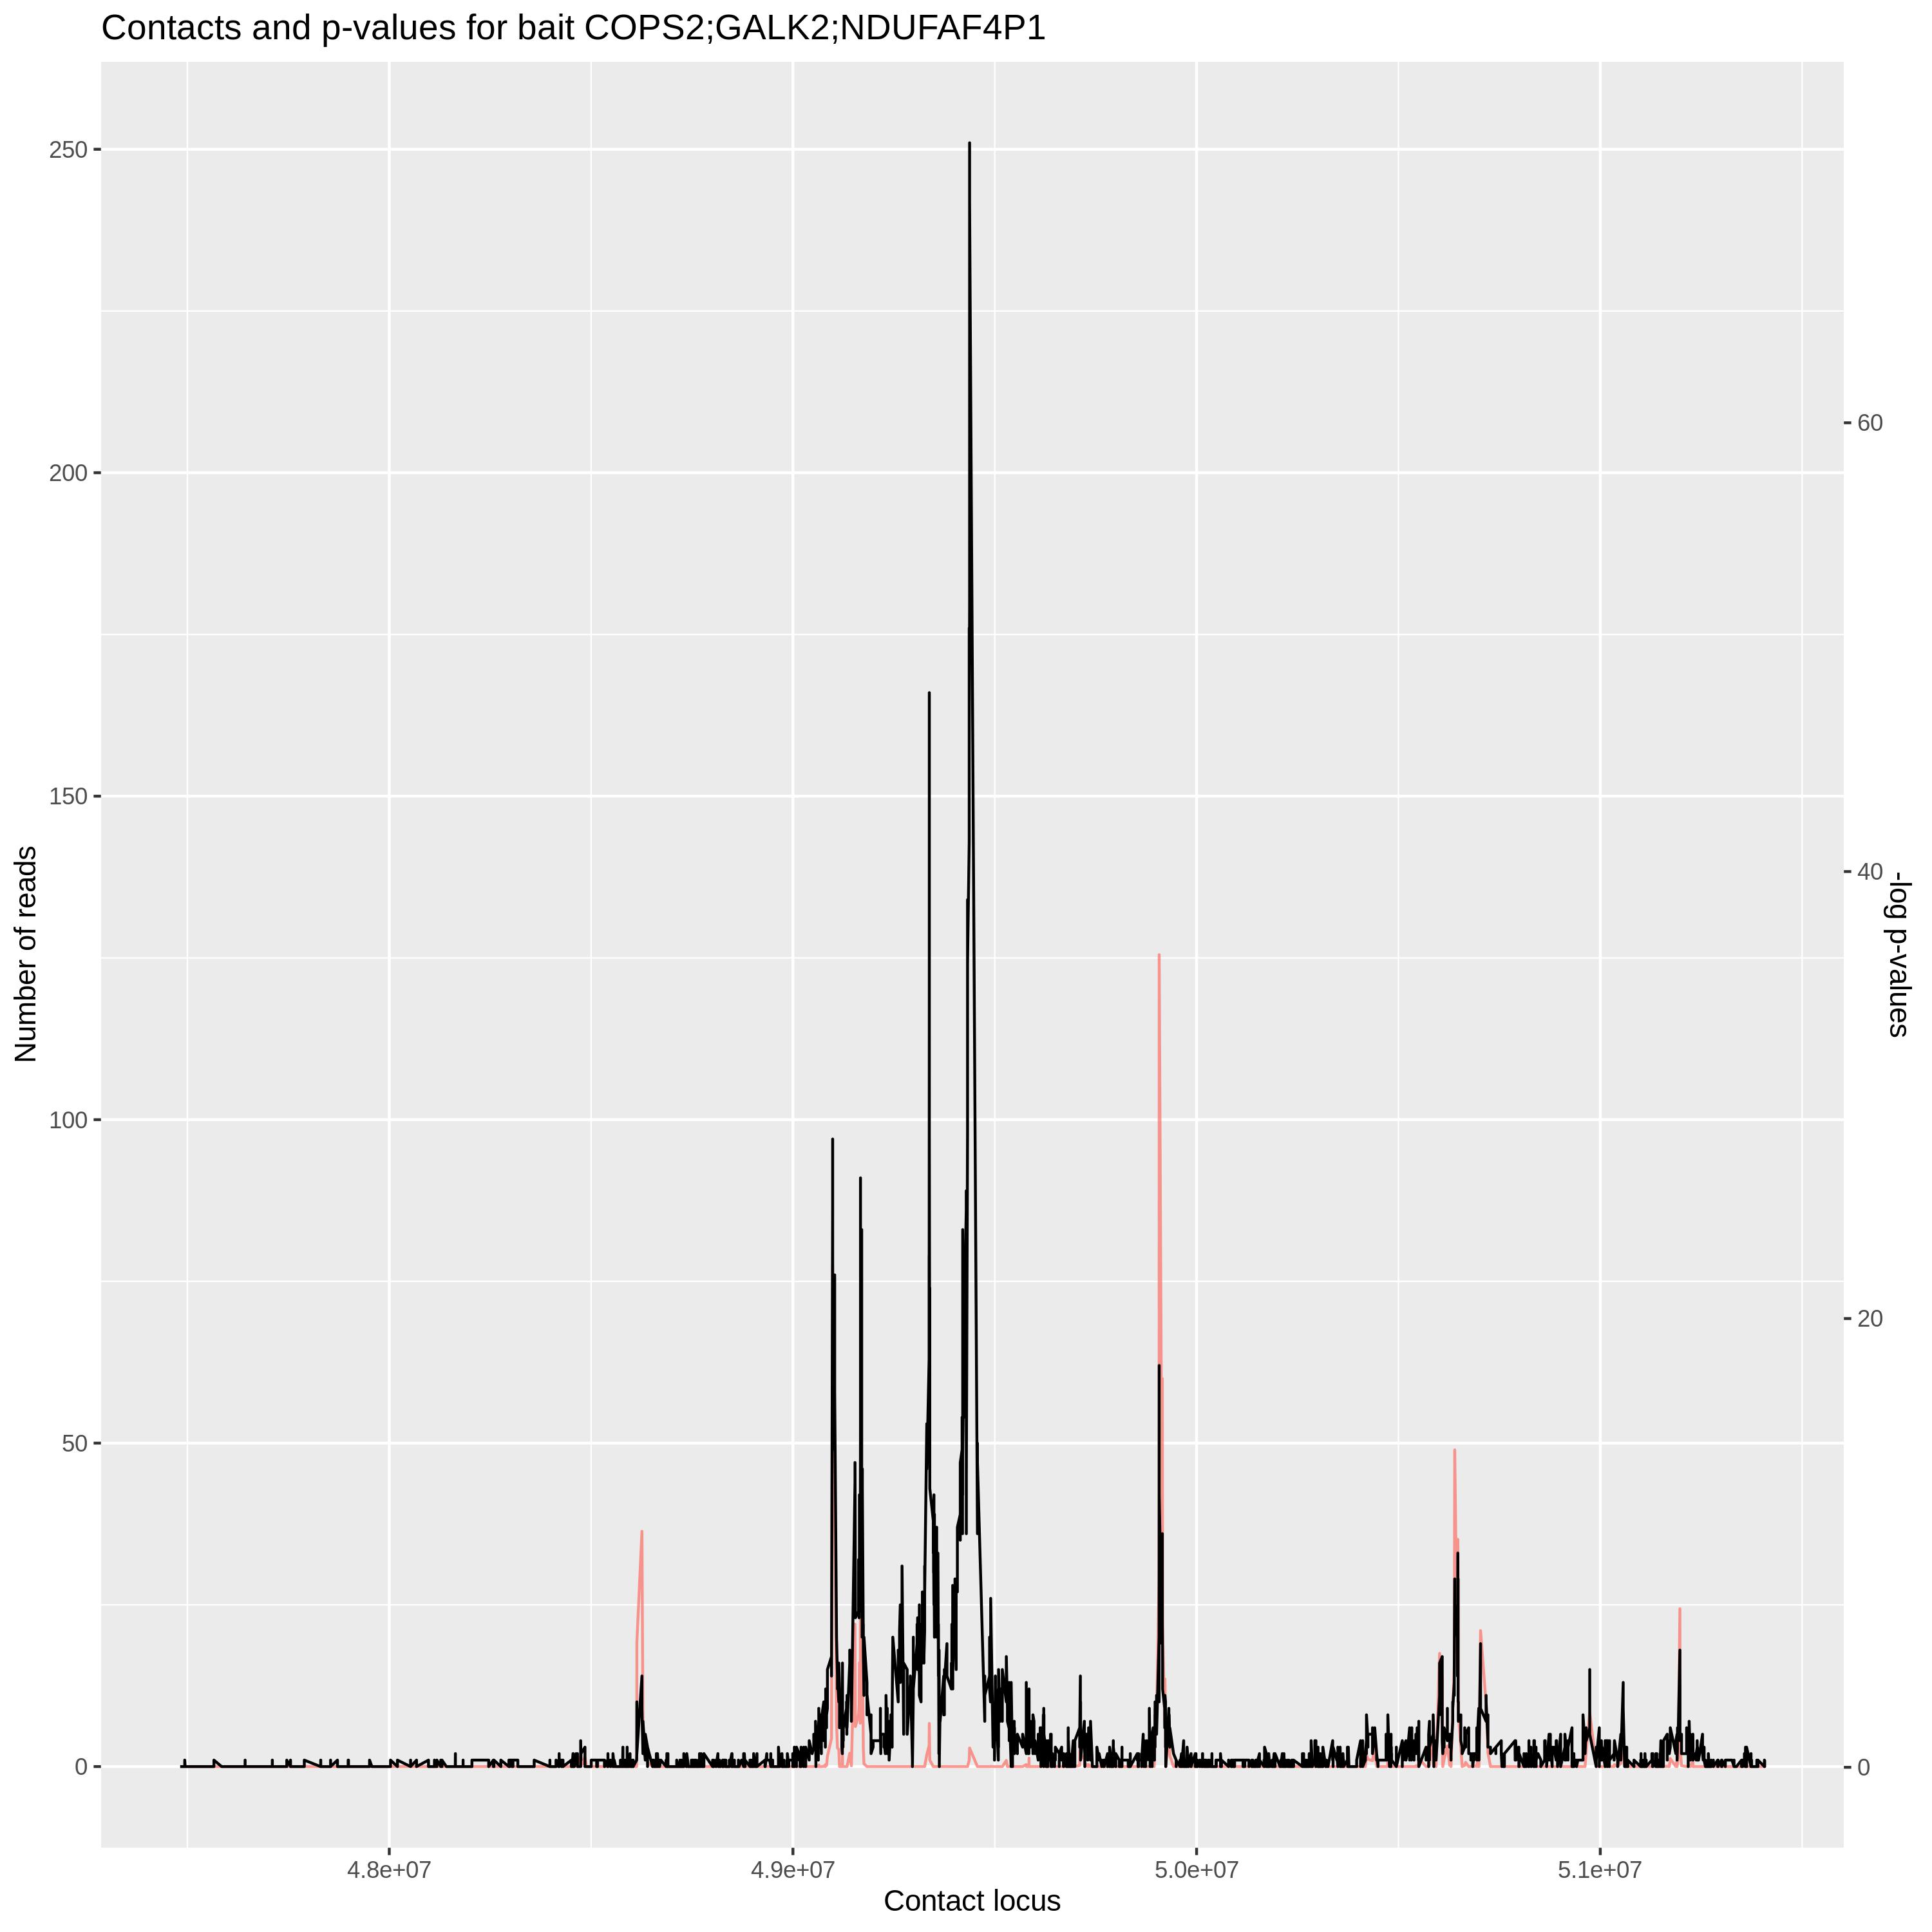 Contacts and p-values for bait COPS2;GALK2;NDUFAF4P1
250
200
150
100
50
0
Number of reads
60
40
20
0
-log p-values
4.8e+07
4.9e+07
5.0e+07
5.1e+07
Contact locus